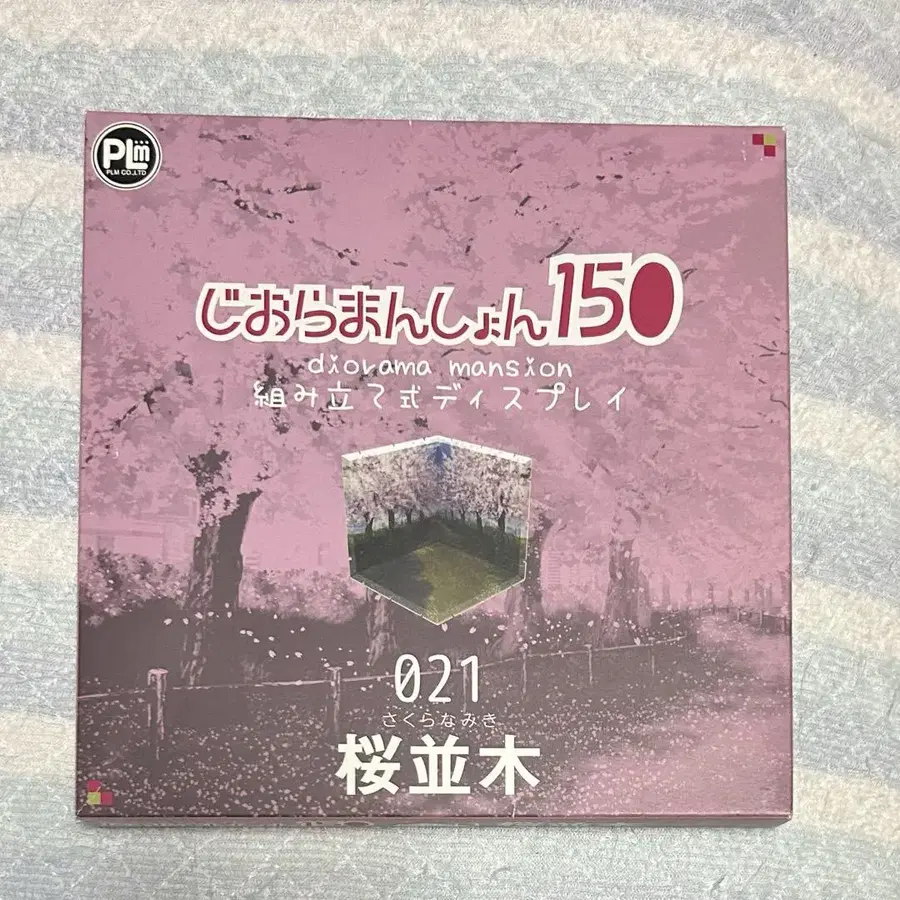 PLm
PLM CO.,LTD
じおらまんしょん150
diorama mansion
組み立て式ディスプレイ
021
さくらなみき
桜並木